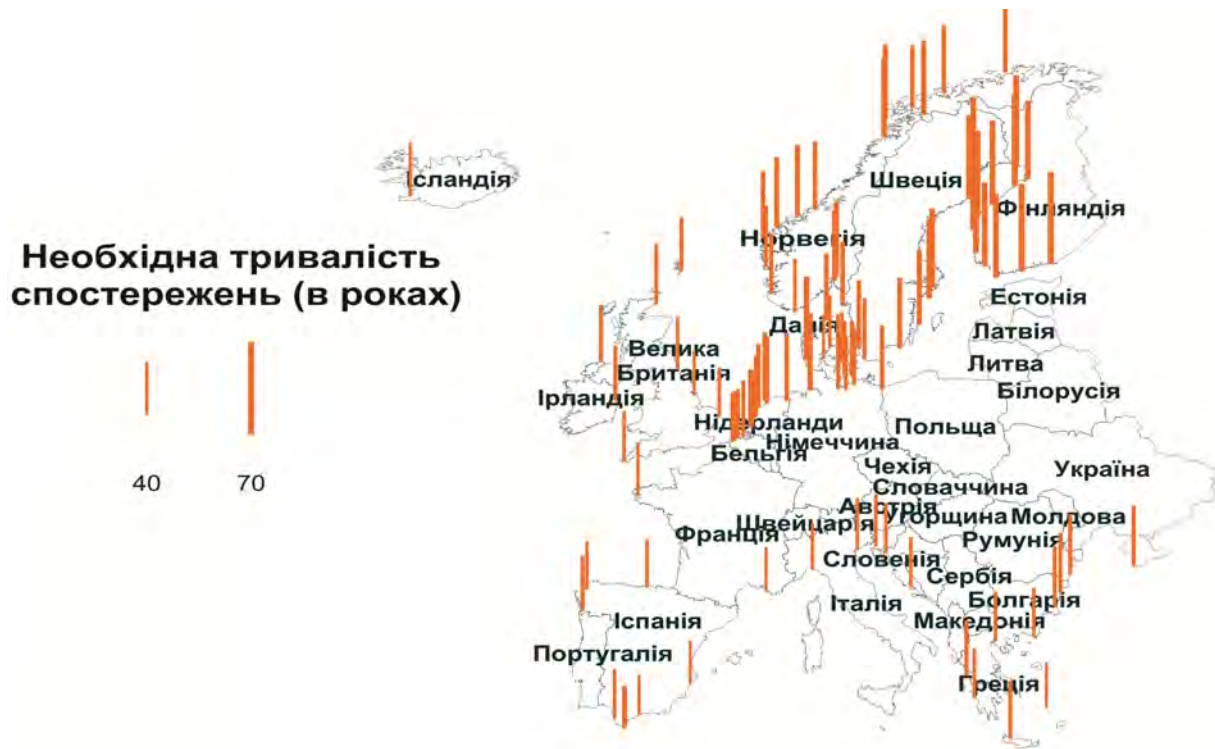 Ісландія
Швеція
Фінляндія
Норвегія
Необхідна тривалість
спостережень (в роках)
Естонія
Данія
Латвія
Велика
Британія
Литва
Білорусія
Ірландія
Нідерланди
Польща
Німеччина
Бельгія
Чехія
Україна
40
70
Словаччина
Австрія
Швейцарія
Угорщина
Молдова
Франція
Румунія
Словенія
Сербія
Італія
Болгарія
Іспанія
Македонія
Португалія
Греція